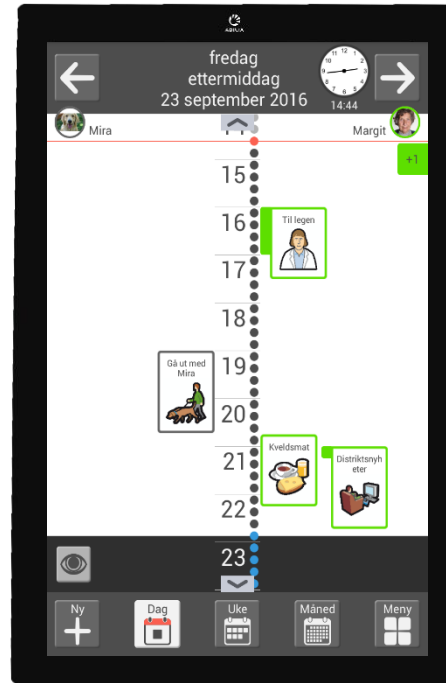 ABILIA
fredag
ettermiddag
23 september 2016
14:44
Mira
Margit
+1
15
16
Til legen
17
18
Gå ut med
Mira
19
20
Kveldsmat
21
Distriktsnyh
eter
22
23
Ny
Dag
Uke
Måned
Meny